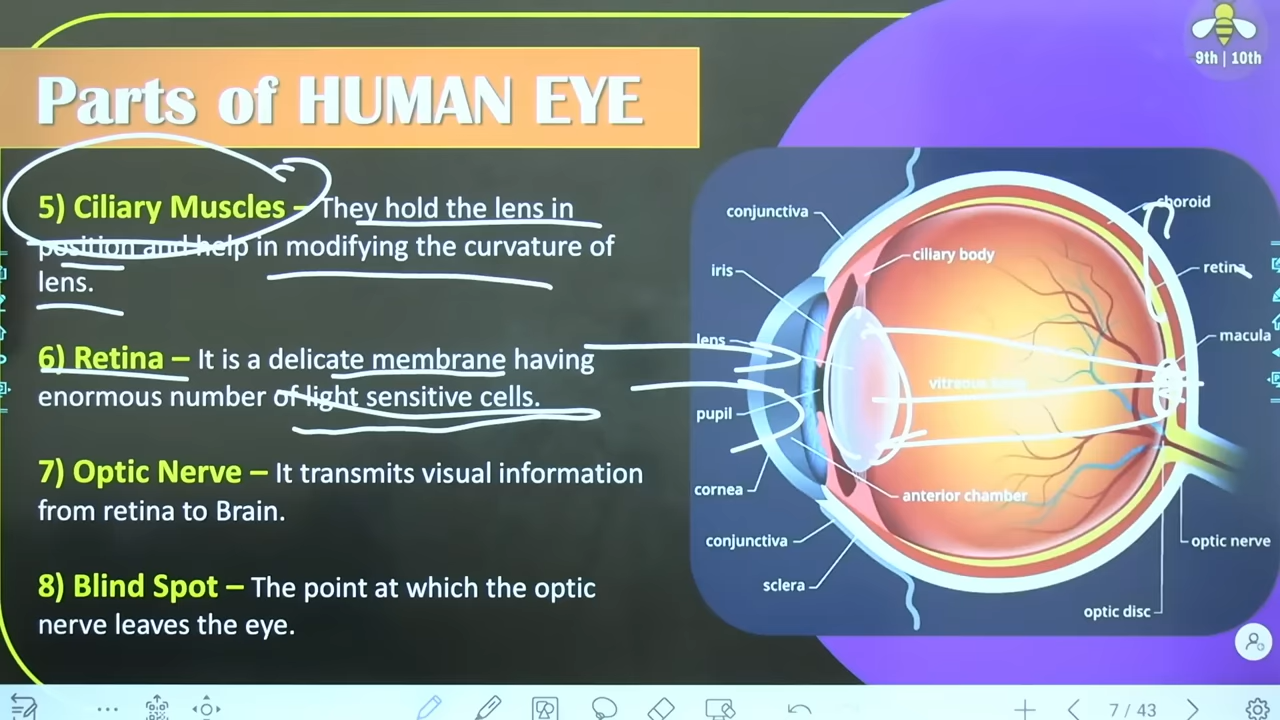 9th | 10th
Parts of HUMAN EYE
5) Ciliary Muscles – They hold the lens in
position and help in modifying the curvature of
lens.
6) Retina – It is a delicate membrane having
enormous number of light sensitive cells.
7) Optic Nerve – It transmits visual information
from retina to Brain.
8) Blind Spot – The point at which the optic
nerve leaves the eye.
conjunctiva
choroid
ciliary body
iris
retina
lens
macula
vitreous
pupil
cornea
anterior chamber
conjunctiva
optic nerve
sclera
optic disc
7 / 43